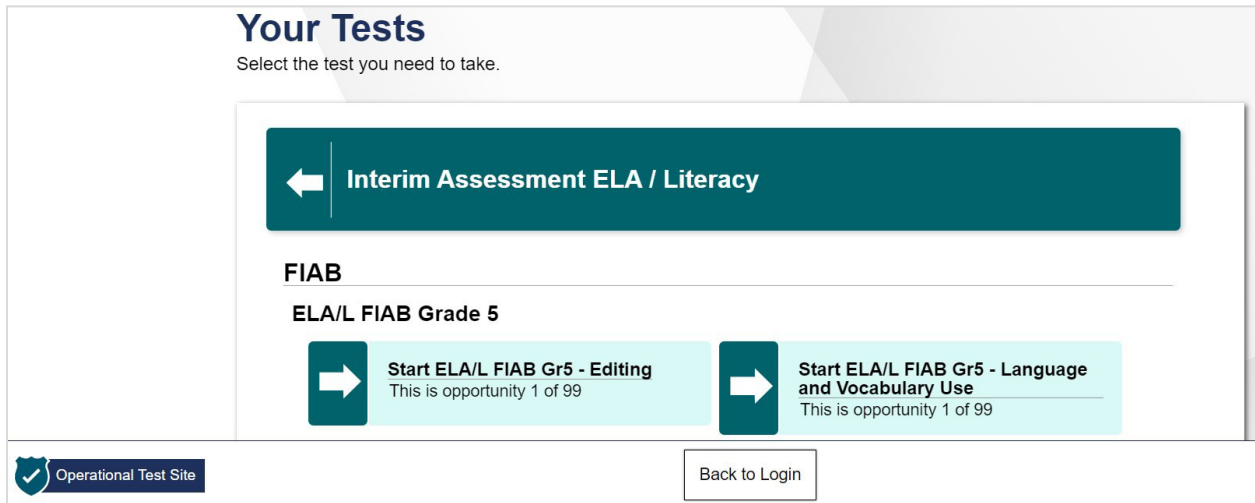 Your Tests
Select the test you need to take.
Interim Assessment ELA / Literacy
FIAB
ELA/L FIAB Grade 5
Start ELA/L FIAB Gr5 - Editing
This is opportunity 1 of 99
Start ELA/L FIAB Gr5 - Language
and Vocabulary Use
This is opportunity 1 of 99
Operational Test Site
Back to Login